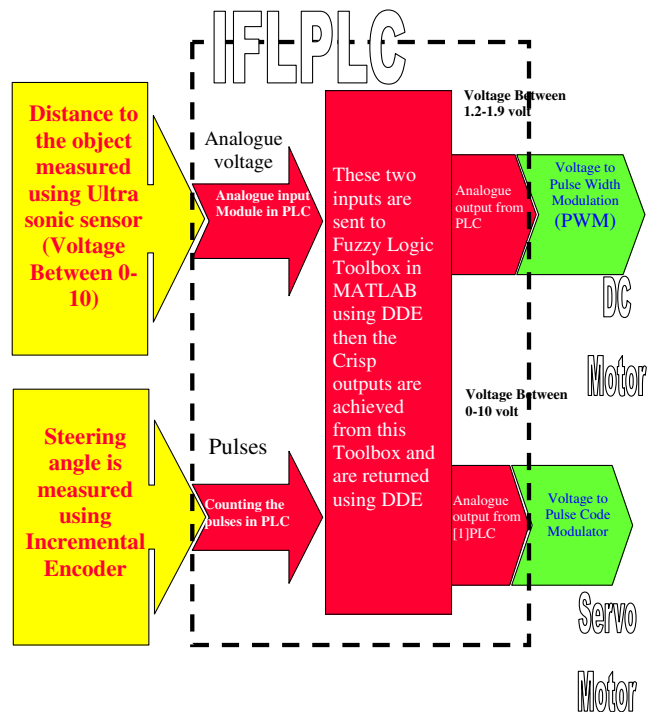 IFLPLC
Distance to
the object
measured
using Ultra
sonic sensor
(Voltage
Between 0-
10)
Analogue
voltage
Analogue input
Module in PLC
These two
inputs are
sent to
Fuzzy Logic
Toolbox in
MATLAB
using DDE
then the
Crisp
outputs are
achieved
from this
Toolbox and
are returned
using DDE
Voltage Between
1.2-1.9 volt
Analogue
output from
PLC
Voltage to
Pulse Width
Modulation
(PWM)
DC
Motor
Steering
angle is
measured
using
Incremental
Encoder
Pulses
Counting the
pulses in PLC
Voltage Between
0-10 volt
Analogue
output from
[1]PLC
Voltage to
Pulse Code
Modulator
Servo
Motor